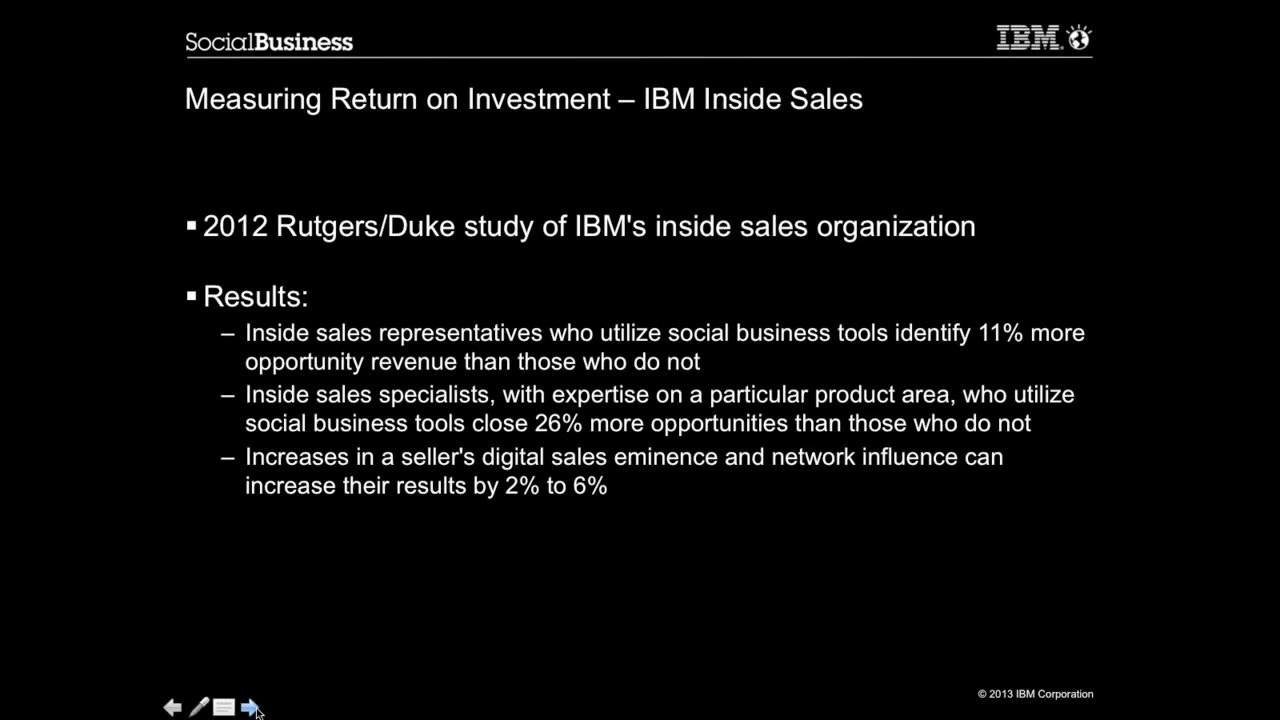 SocialBusiness
IBM
Measuring Return on Investment – IBM Inside Sales
▪ 2012 Rutgers/Duke study of IBM's inside sales organization
▪ Results:
– Inside sales representatives who utilize social business tools identify 11% more
opportunity revenue than those who do not
– Inside sales specialists, with expertise on a particular product area, who utilize
social business tools close 26% more opportunities than those who do not
– Increases in a seller's digital sales eminence and network influence can
increase their results by 2% to 6%
© 2013 IBM Corporation